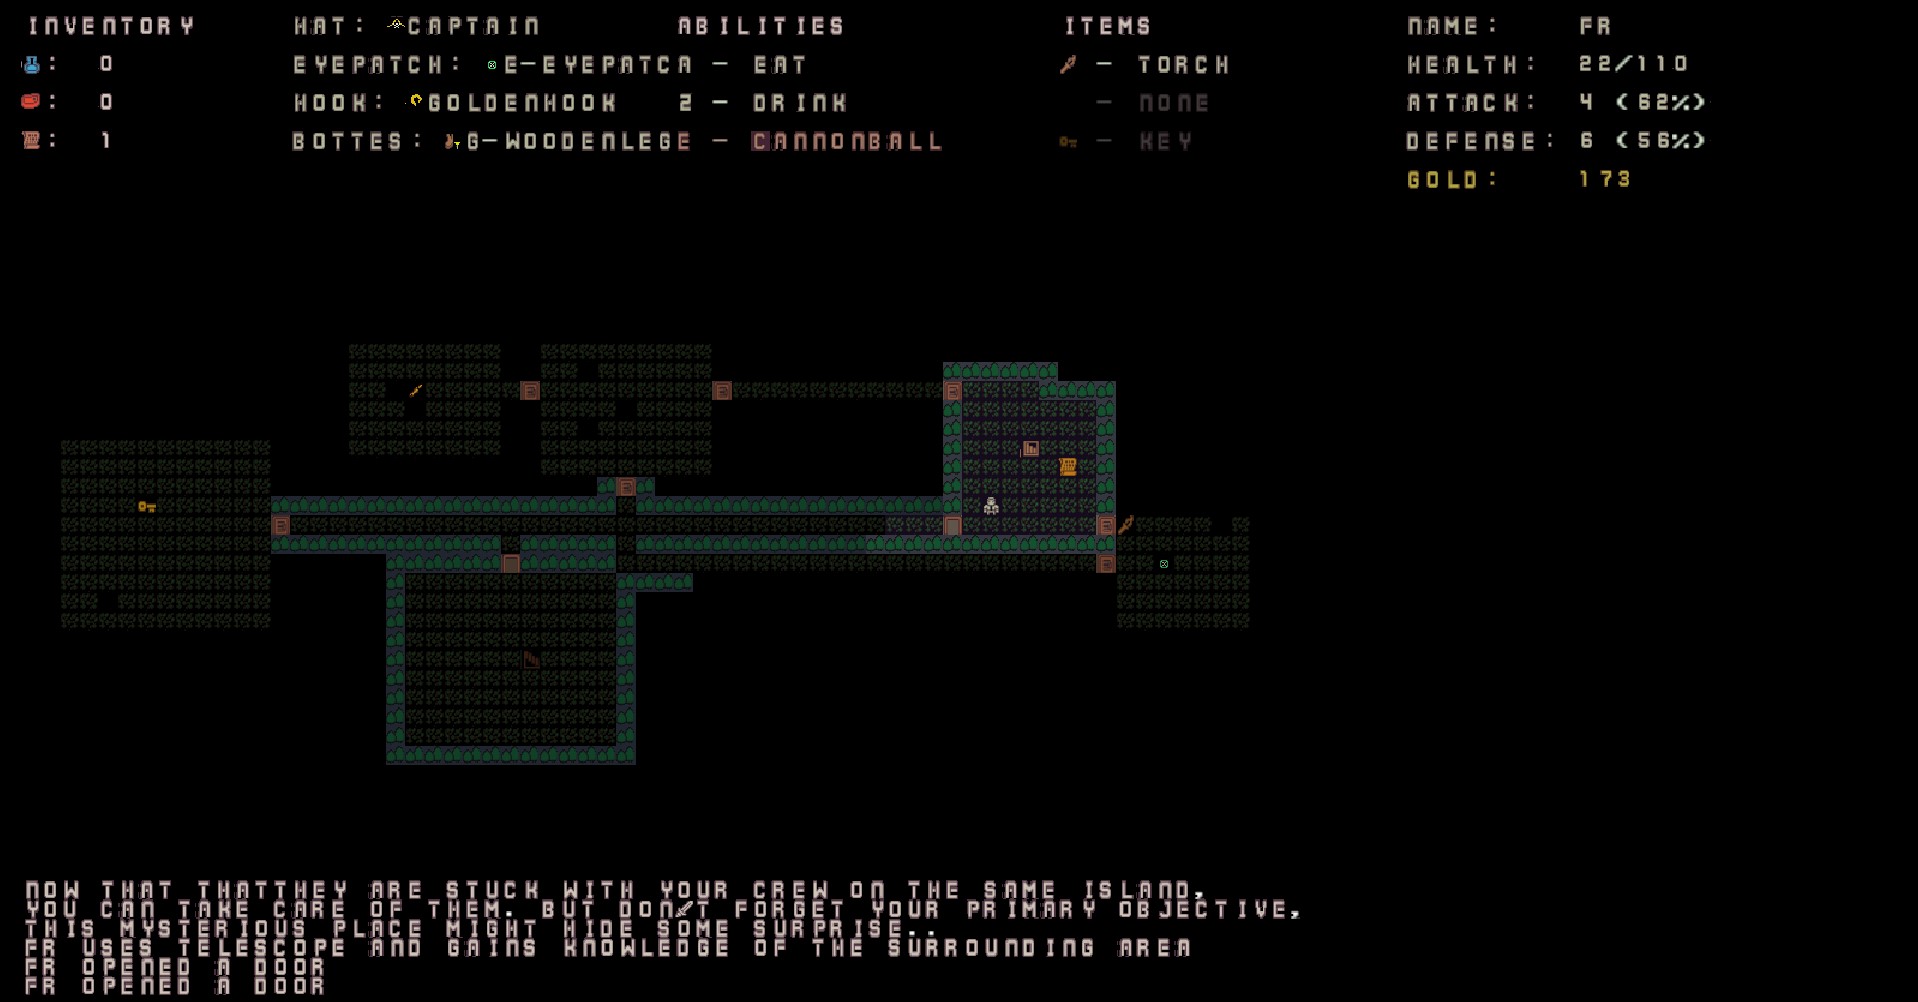 INVENTORY
: 0
: 0
: 1
HAT: CAPTAIN
EYEPATCH: E-EYEPATCA - EAT
HOOK: GOLDENHOOK 2 - DRINK
BOTTES: G-WOODENLEGE - CANNONBALL
ABILITIES
ITEMS
- TORCH
- NONE
- KEY
NAME: FR
HEALTH: 22/110
ATTACK: 4 (62%)
DEFENSE: 6 (56%)
GOLD: 173
NOW THAT THATTHEY ARE STUCK WITH YOUR CREW ON THE SAME ISLAND,
YOU CAN TAKE CARE OF THEM. BUT DON'T FORGET YOUR PRIMARY OBJECTIVE,
THIS MYSTERIOUS PLACE MIGHT HIDE SOME SURPRISE..
FR USES TELESCOPE AND GAINS KNOWLEDGE OF THE SURROUNDING AREA
FR OPENED A DOOR
FR OPENED A DOOR